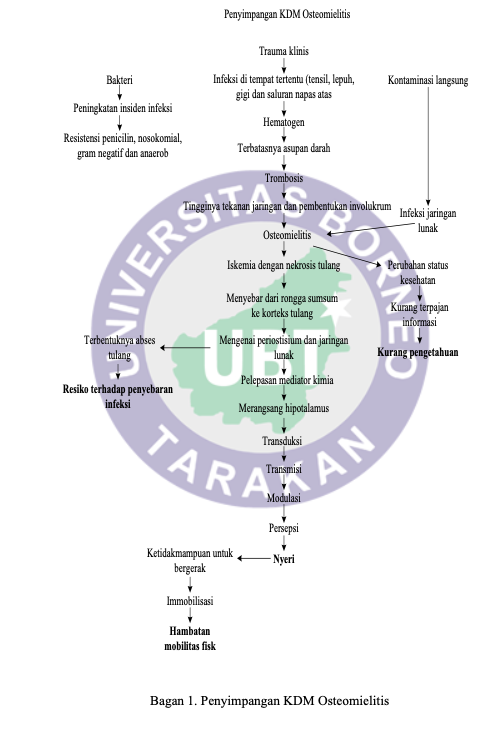 Penyimpangan KDM Osteomielitis
Trauma klinis
Infeksi di tempat tertentu (tensil, lepuh,
gigi dan saluran napas atas
Hematogen
Terbatasnya asupan darah
Trombosis
Tingginya tekanan jaringan dan pembentukan involukrum
Osteomielitis
Iskemia dengan nekrosis tulang
Menyebar dari rongga sumsum
ke korteks tulang
Mengenai periostisium dan jaringan
lunak
Pelepasan mediator kimia
Merangsang hipotalamus
Transduksi
Transmisi
Modulasi
Persepsi
Nyeri
Bakteri
Peningkatan insiden infeksi
Resistensi penicilin, nosokomial,
gram negatif dan anaerob
Kontaminasi langsung
Infeksi jaringan
lunak
Perubahan status
kesehatan
Kurang terpajan
informasi
Kurang pengetahuan
Terbentuknya abses
tulang
Resiko terhadap penyebaran
infeksi
Ketidakmampuan untuk
bergerak
Immobilisasi
Hambatan
mobilitas fisk
UNIVERSITAS BORNEO
UBT
TARAKAN
Bagan 1. Penyimpangan KDM Osteomielitis